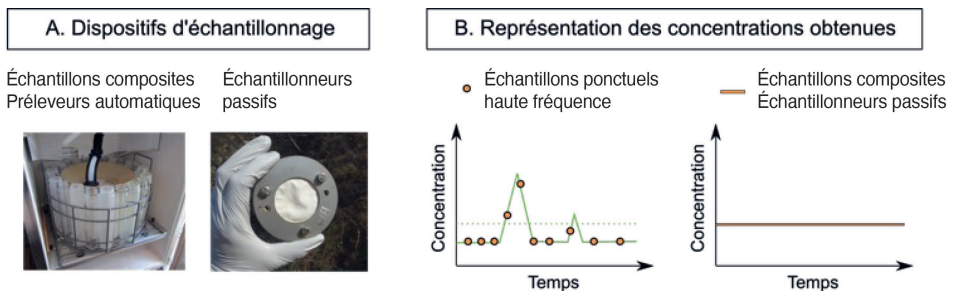 A. Dispositifs d'échantillonnage
Échantillons composites
Préleveurs automatiques
Échantillonneurs
passifs
B. Représentation des concentrations obtenues
Échantillons ponctuels
haute fréquence
Échantillons composites
Échantillonneurs passifs
Concentration
Temps
Concentration
Temps